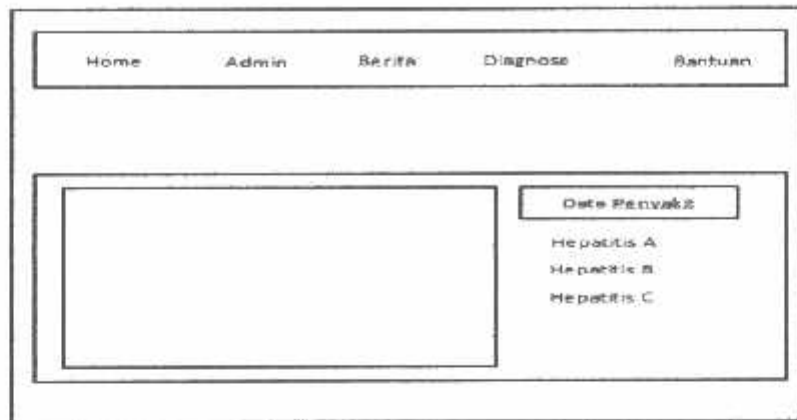 Home Admin Berita Diagnose Bantuan
Data Penyakit
Hepatitis A
Hepatitis B
Hepatitis C